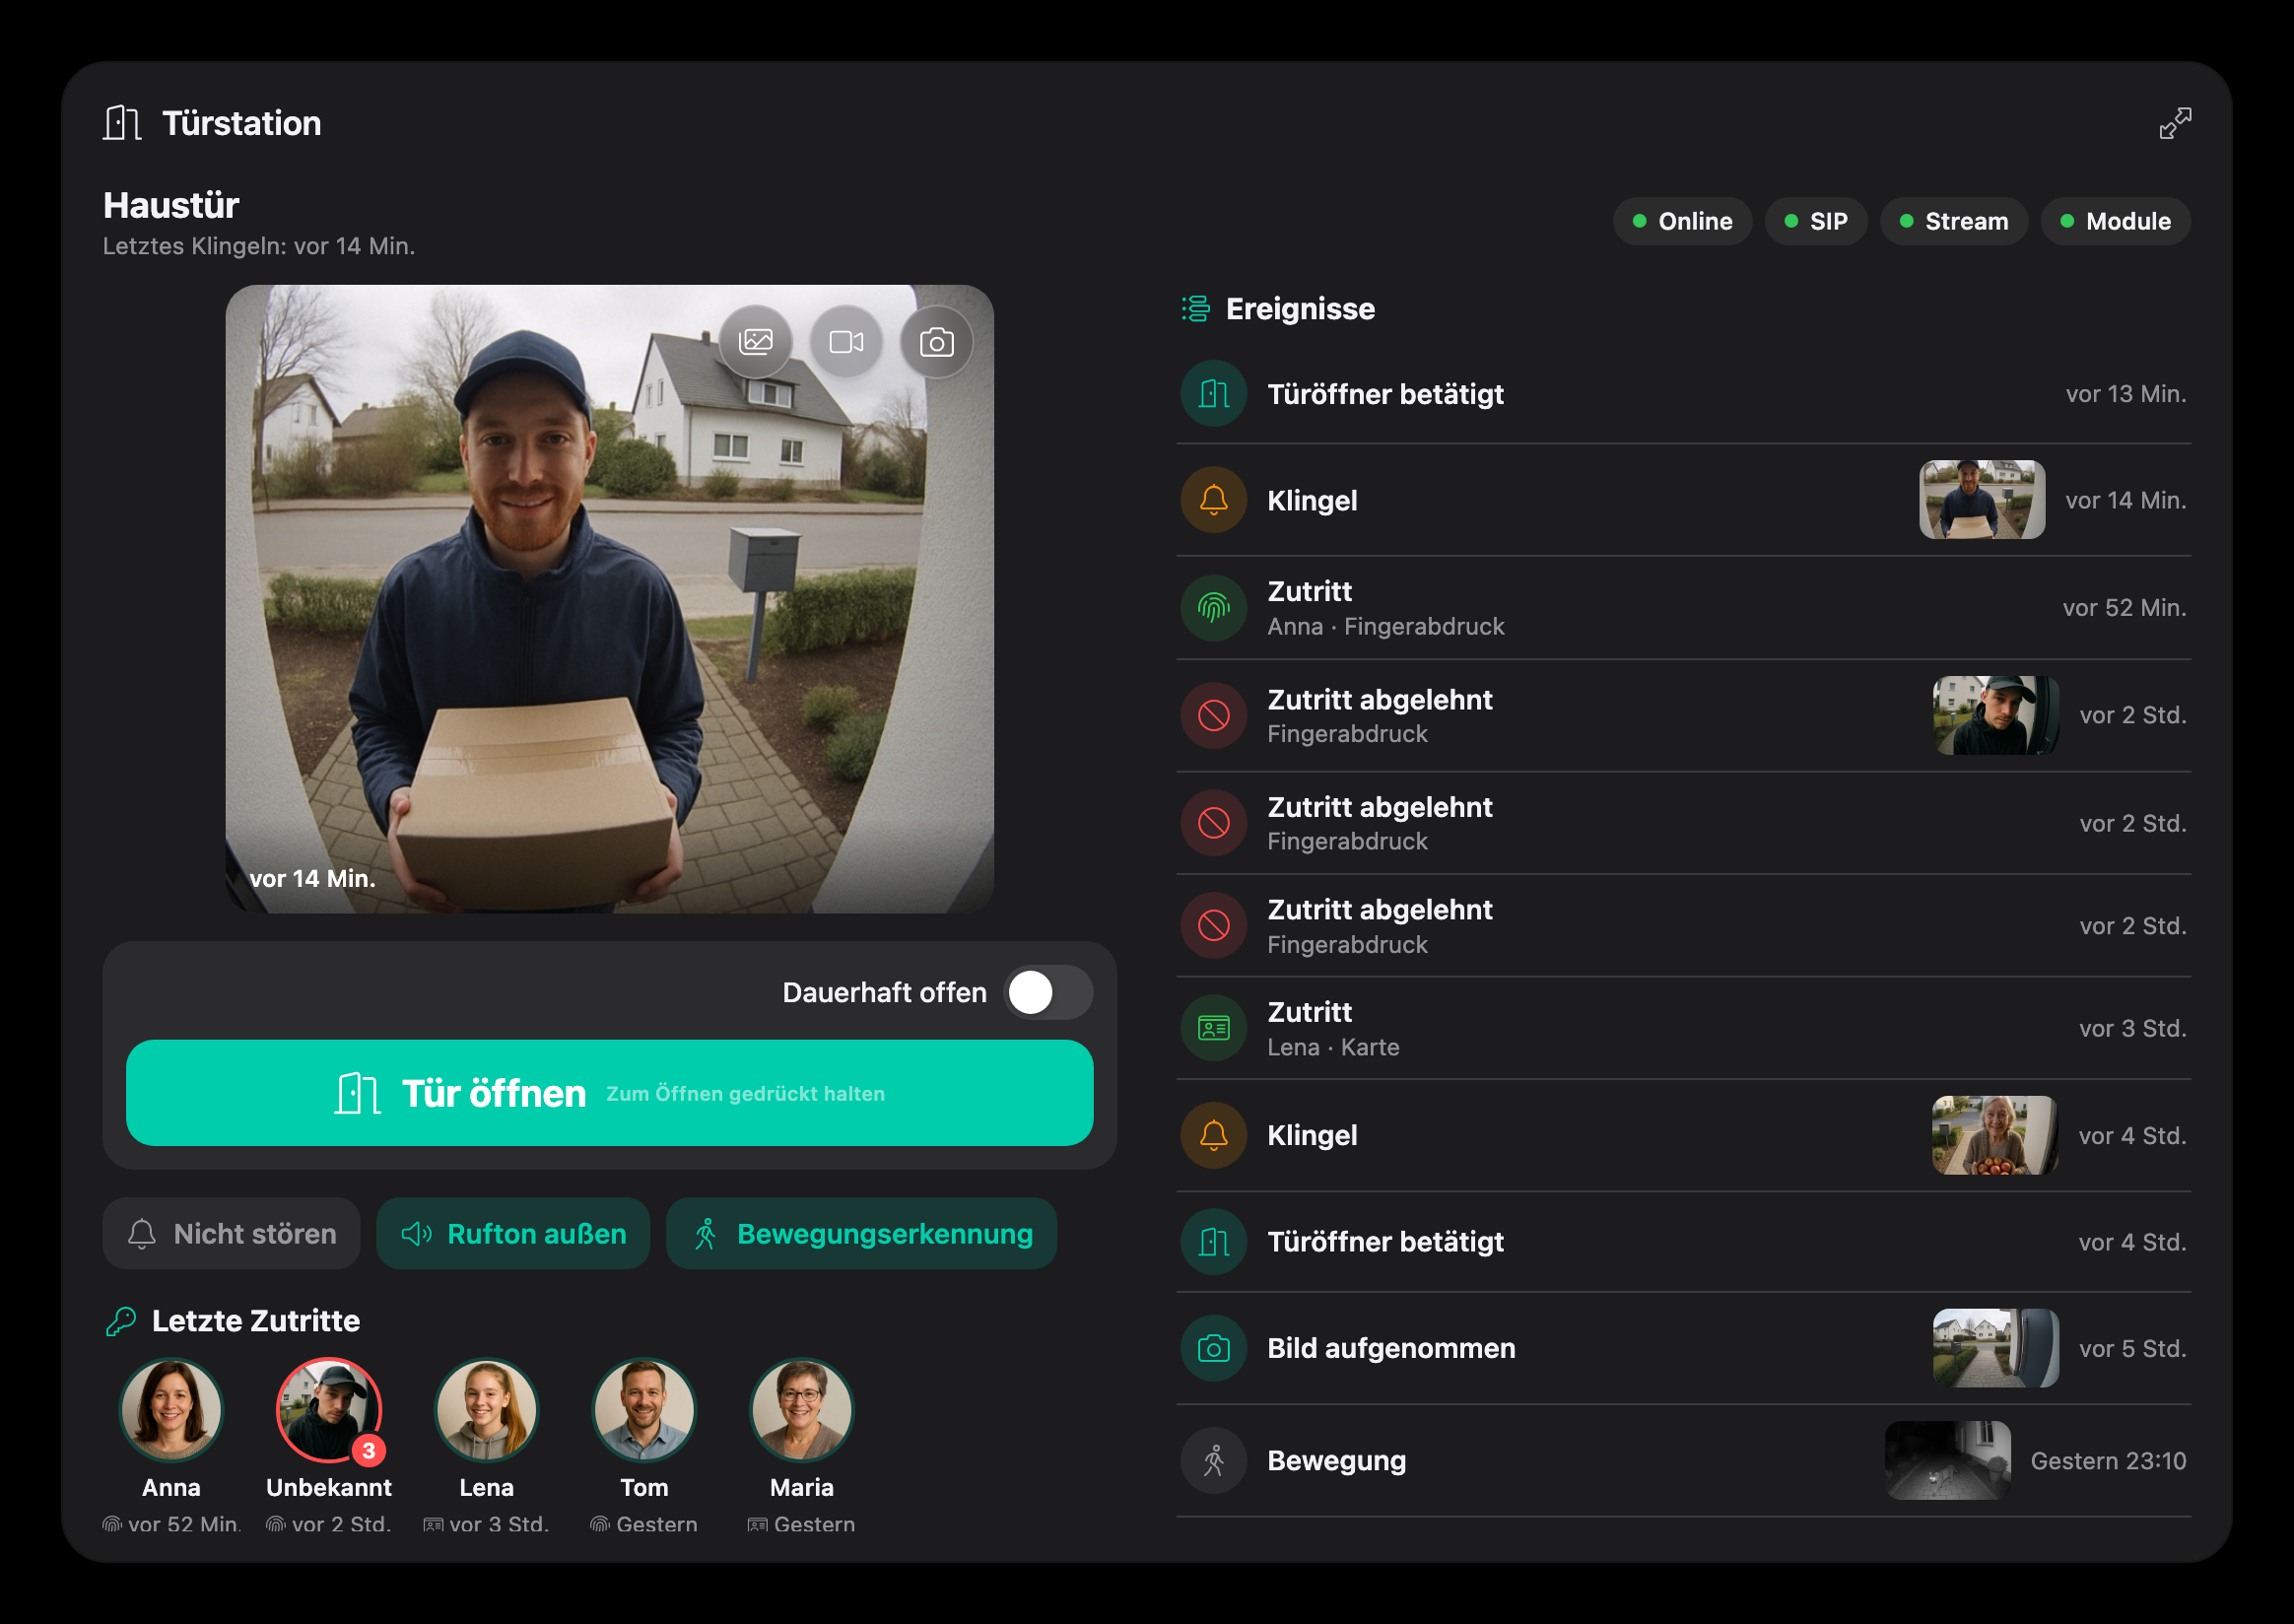 Türstation
Haustür
Letztes Klingeln: vor 14 Min.
Online
SIP
Stream
Module
vor 14 Min.
Dauerhaft offen
Tür öffnen Zum Öffnen gedrückt halten
Nicht stören
Rufton außen
Bewegungserkennung
Letzte Zutritte
Anna
vor 52 Min.
Unbekannt
3
vor 2 Std.
Lena
vor 3 Std.
Tom
Gestern
Maria
Gestern
Ereignisse
Türöffner betätigt vor 13 Min.
Klingel vor 14 Min.
Zutritt vor 52 Min.
Anna · Fingerabdruck
Zutritt abgelehnt vor 2 Std.
Fingerabdruck
Zutritt abgelehnt vor 2 Std.
Fingerabdruck
Zutritt abgelehnt vor 2 Std.
Fingerabdruck
Zutritt vor 3 Std.
Lena · Karte
Klingel vor 4 Std.
Türöffner betätigt vor 4 Std.
Bild aufgenommen vor 5 Std.
Bewegung Gestern 23:10